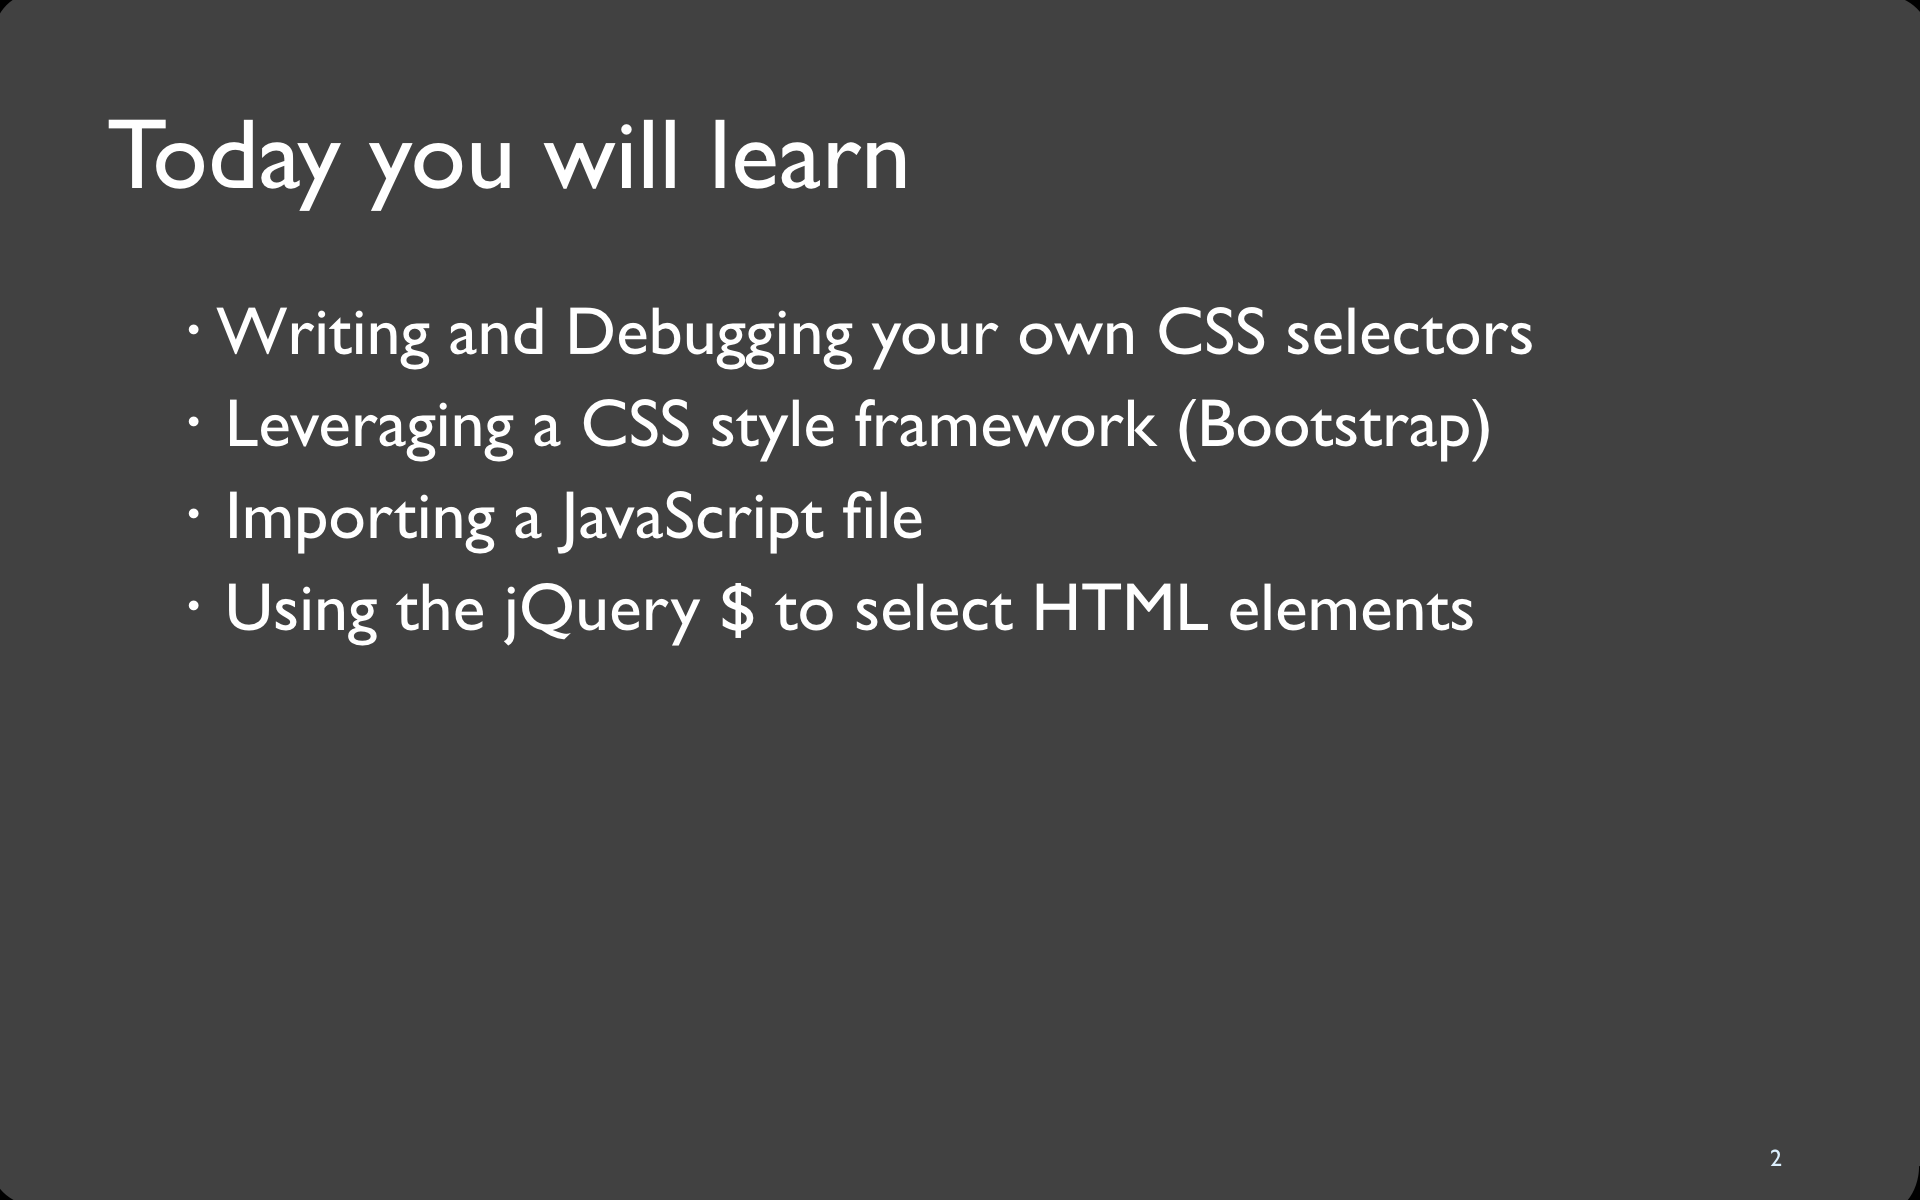 Today you will learn
· Writing and Debugging your own CSS selectors
· Leveraging a CSS style framework (Bootstrap)
· Importing a JavaScript file
· Using the jQuery $ to select HTML elements
2